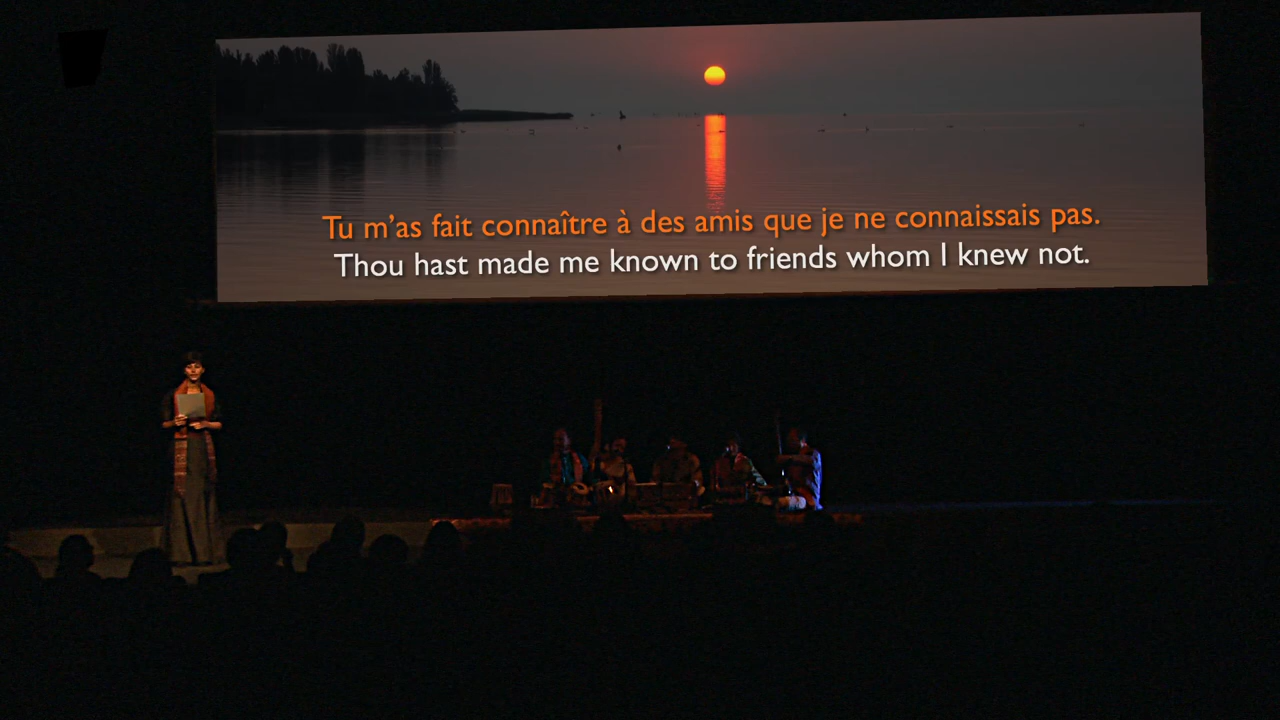 Tu m'as fait connaître à des amis que je ne connaissais pas.
Thou hast made me known to friends whom I knew not.